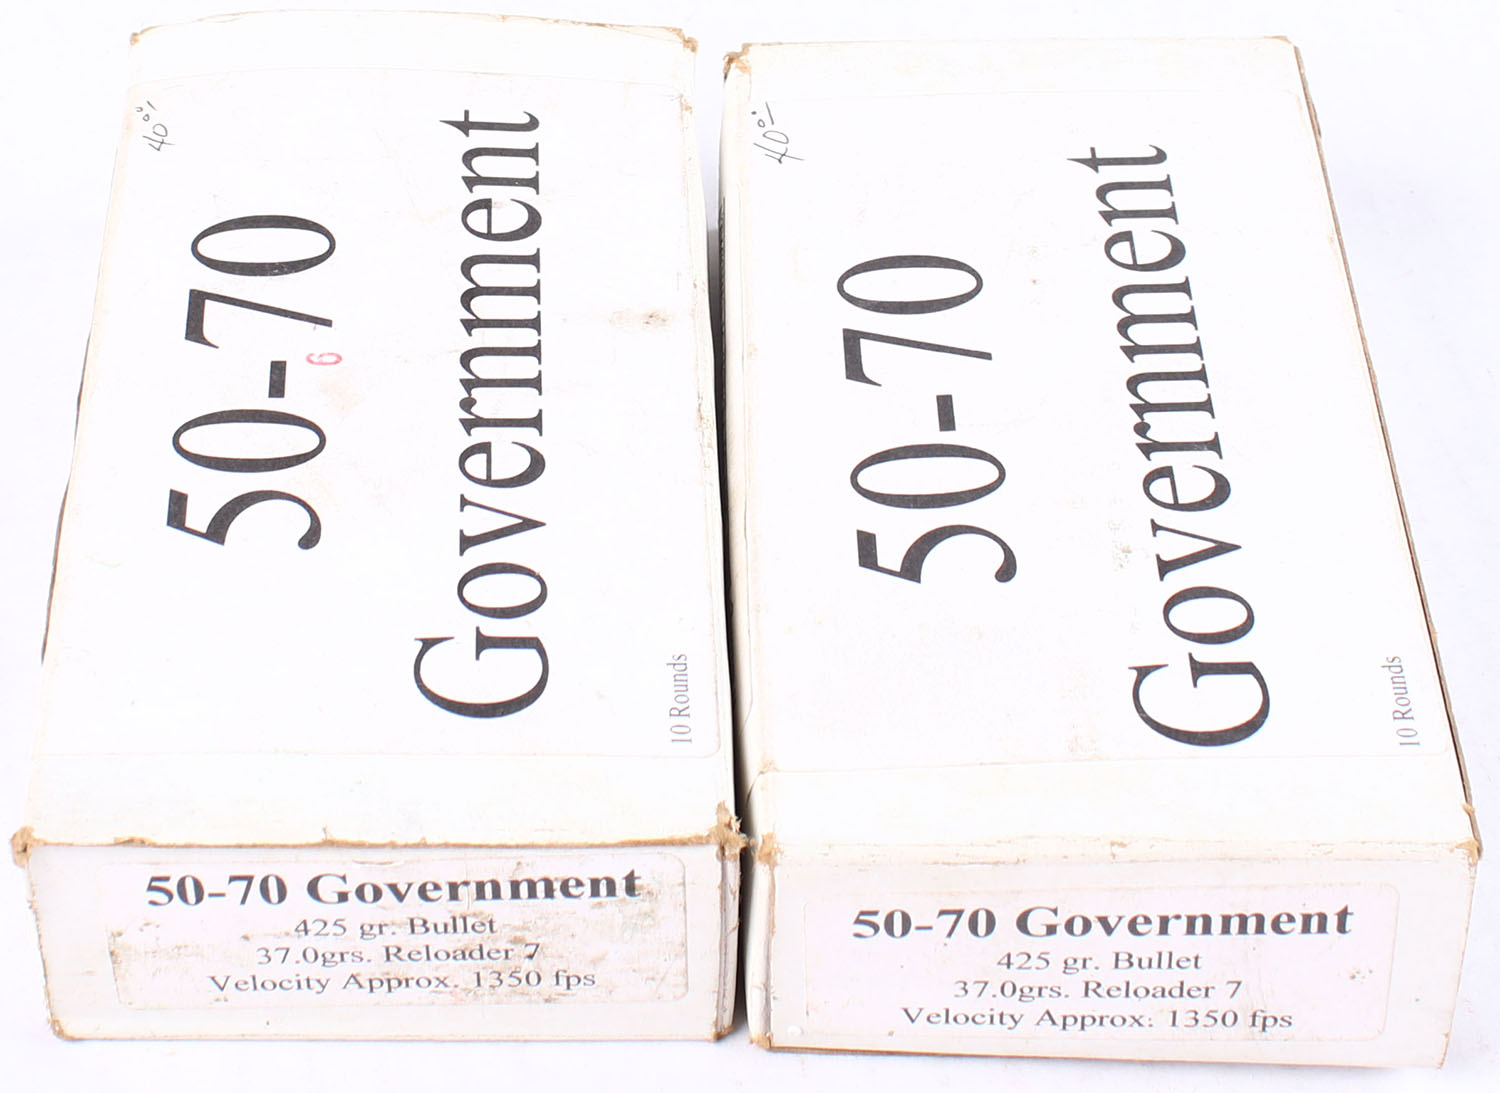 40.00
50-70
6
Government
10 Rounds
50-70 Government
425 gr. Bullet
37.0grs. Reloader 7
Velocity Approx. 1350 fps
40.00
50-70
Government
10 Rounds
50-70 Government
425 gr. Bullet
37.0grs. Reloader 7
Velocity Approx. 1350 fps